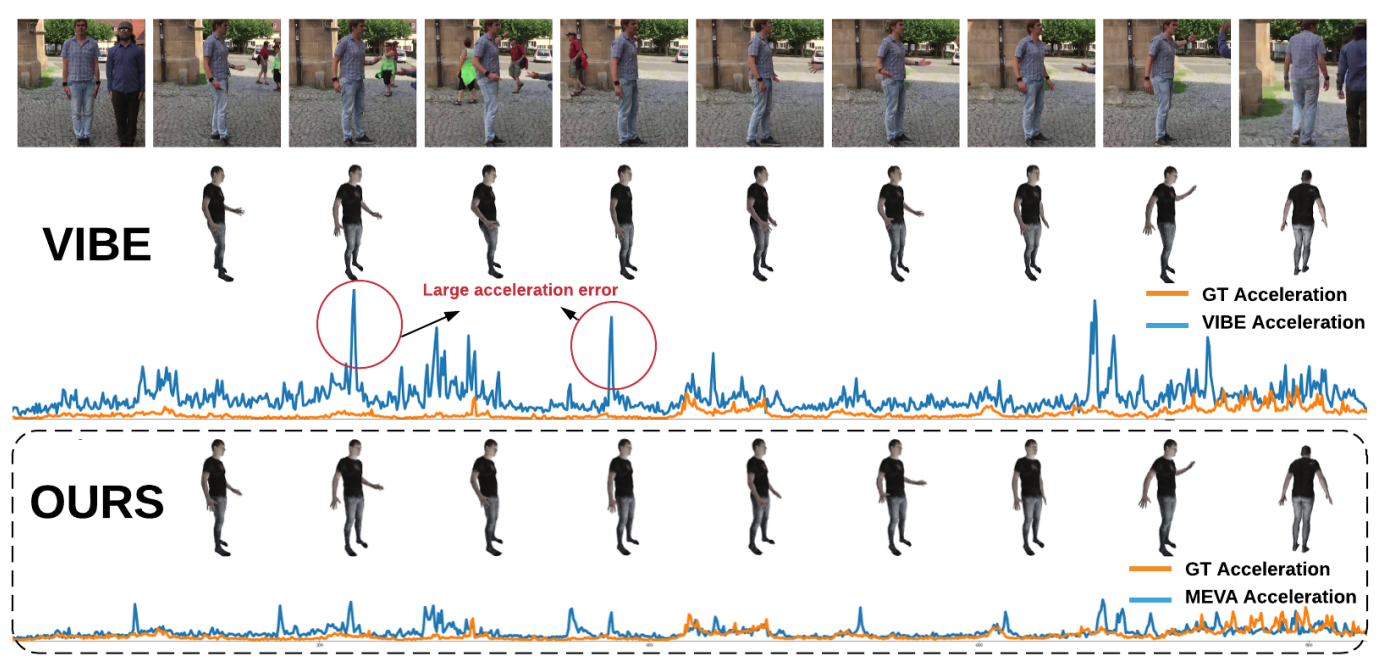 VIBE
Large acceleration error
GT Acceleration
VIBE Acceleration
OURS
GT Acceleration
MEVA Acceleration